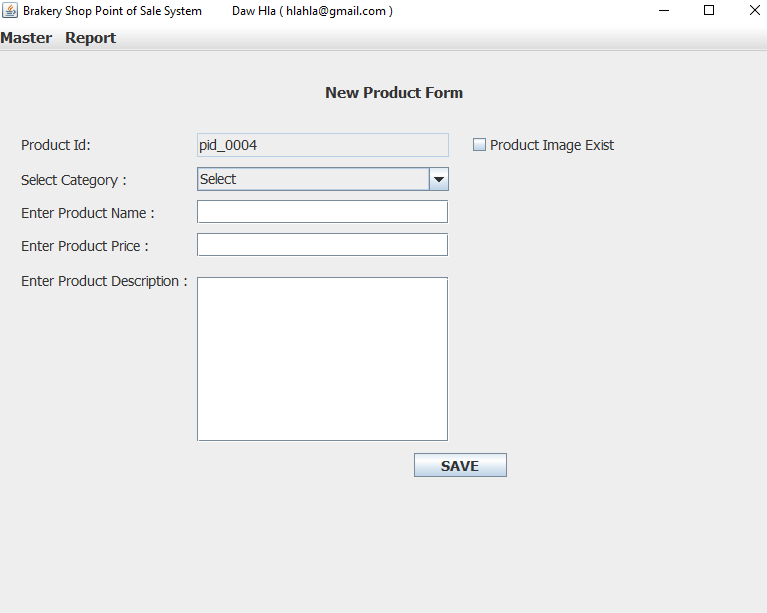 Brakery Shop Point of Sale System Daw Hla ( hlahla@gmail.com )
Master Report
New Product Form
Product Id: pid_0004 Product Image Exist
Select Category : Select
Enter Product Name :
Enter Product Price :
Enter Product Description :
SAVE